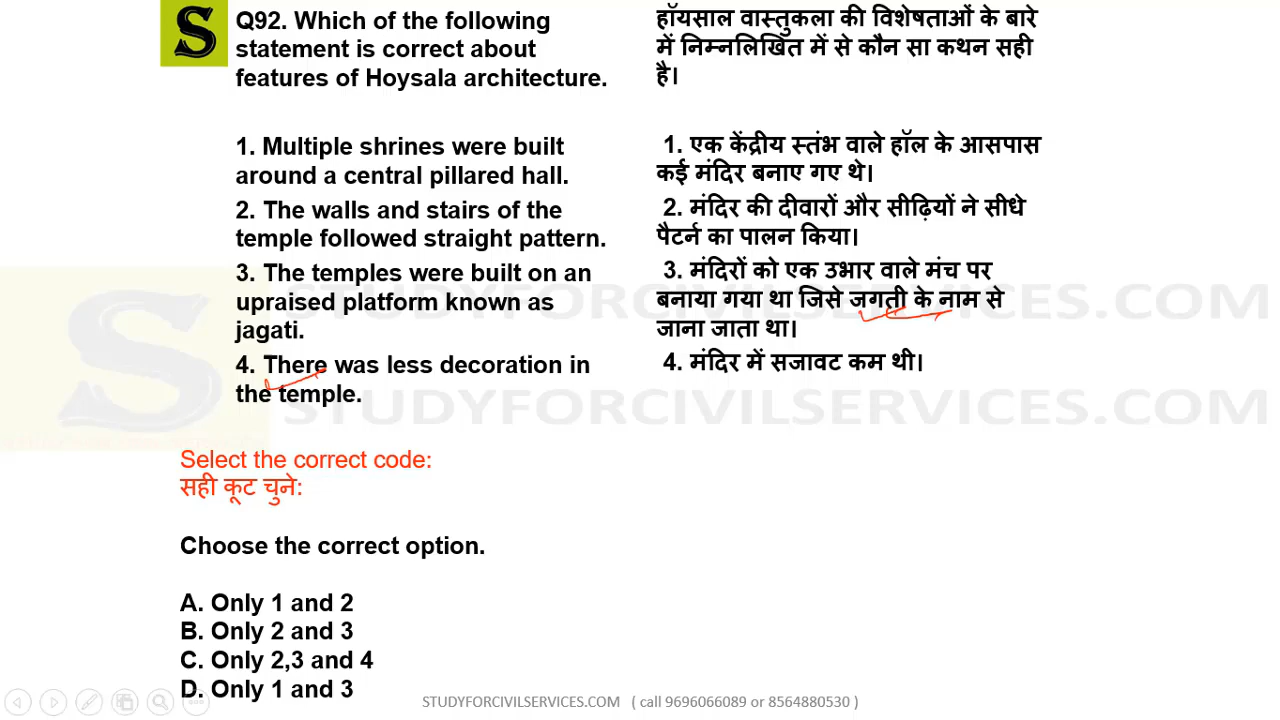 S
Q92. Which of the following
statement is correct about
features of Hoysala architecture.
1. Multiple shrines were built
around a central pillared hall.
2. The walls and stairs of the
temple followed straight pattern.
3. The temples were built on an
upraised platform known as
jagati.
4. There was less decoration in
the temple.
हॉयसाल वास्तुकला की विशेषताओं के बारे
में निम्नलिखित में से कौन सा कथन सही
है।
1. एक केंद्रीय स्तंभ वाले हॉल के आसपास
कई मंदिर बनाए गए थे।
2. मंदिर की दीवारों और सीढ़ियों ने सीधे
पैटर्न का पालन किया।
3. मंदिरों को एक उभार वाले मंच पर
बनाया गया था जिसे जगती के नाम से
जाना जाता था।
4. मंदिर में सजावट कम थी।
STUDYFORCIVILSERVICES.COM
S
STUDYFORCIVILSERVICES.COM
Select the correct code:
सही कूट चुने:
Choose the correct option.
A. Only 1 and 2
B. Only 2 and 3
C. Only 2,3 and 4
D. Only 1 and 3
STUDYFORCIVILSERVICES.COM ( call 9696066089 or 8564880530 )